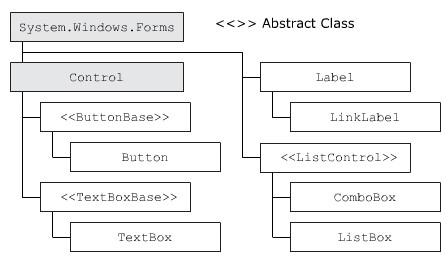 System.Windows.Forms
<<>> Abstract Class
Control
<<ButtonBase>>
Button
<<TextBoxBase>>
TextBox
Label
LinkLabel
<<ListControl>>
ComboBox
ListBox